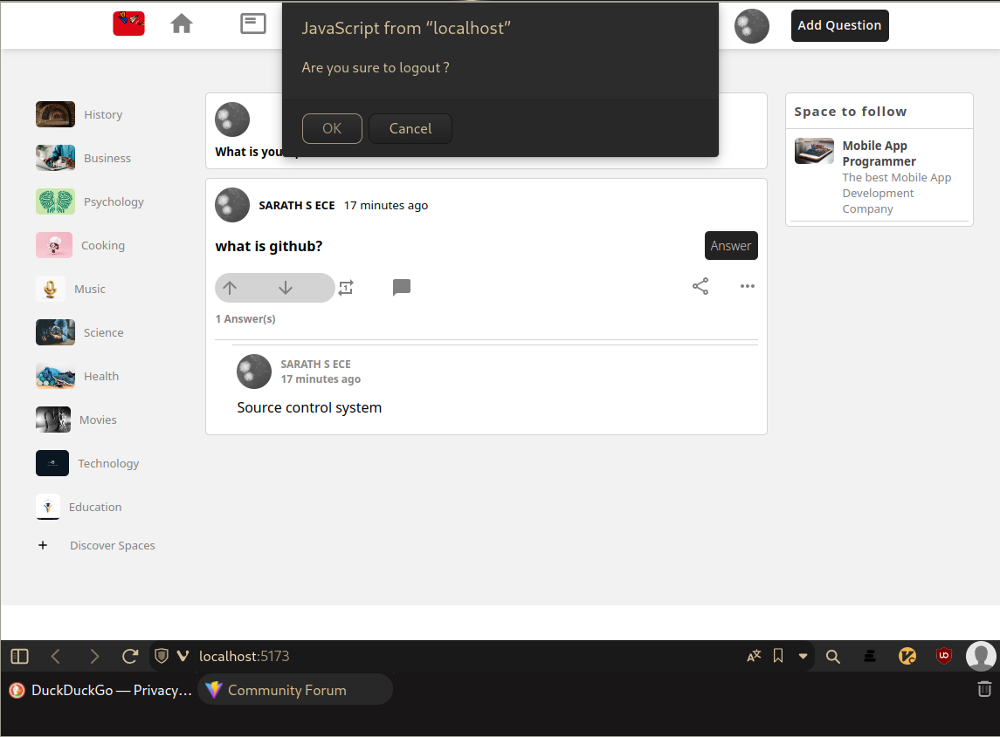 JavaScript from “localhost”
Are you sure to logout ?
OK
Cancel
Add Question
History
Business
Psychology
Cooking
Music
Science
Health
Movies
Technology
Education
+ Discover Spaces
What is you
SARATH S ECE 17 minutes ago
what is github?
Answer
1 Answer(s)
SARATH S ECE
17 minutes ago
Source control system
Space to follow
Mobile App
Programmer
The best Mobile App
Development
Company
localhost:5173
DuckDuckGo — Privacy…
Community Forum